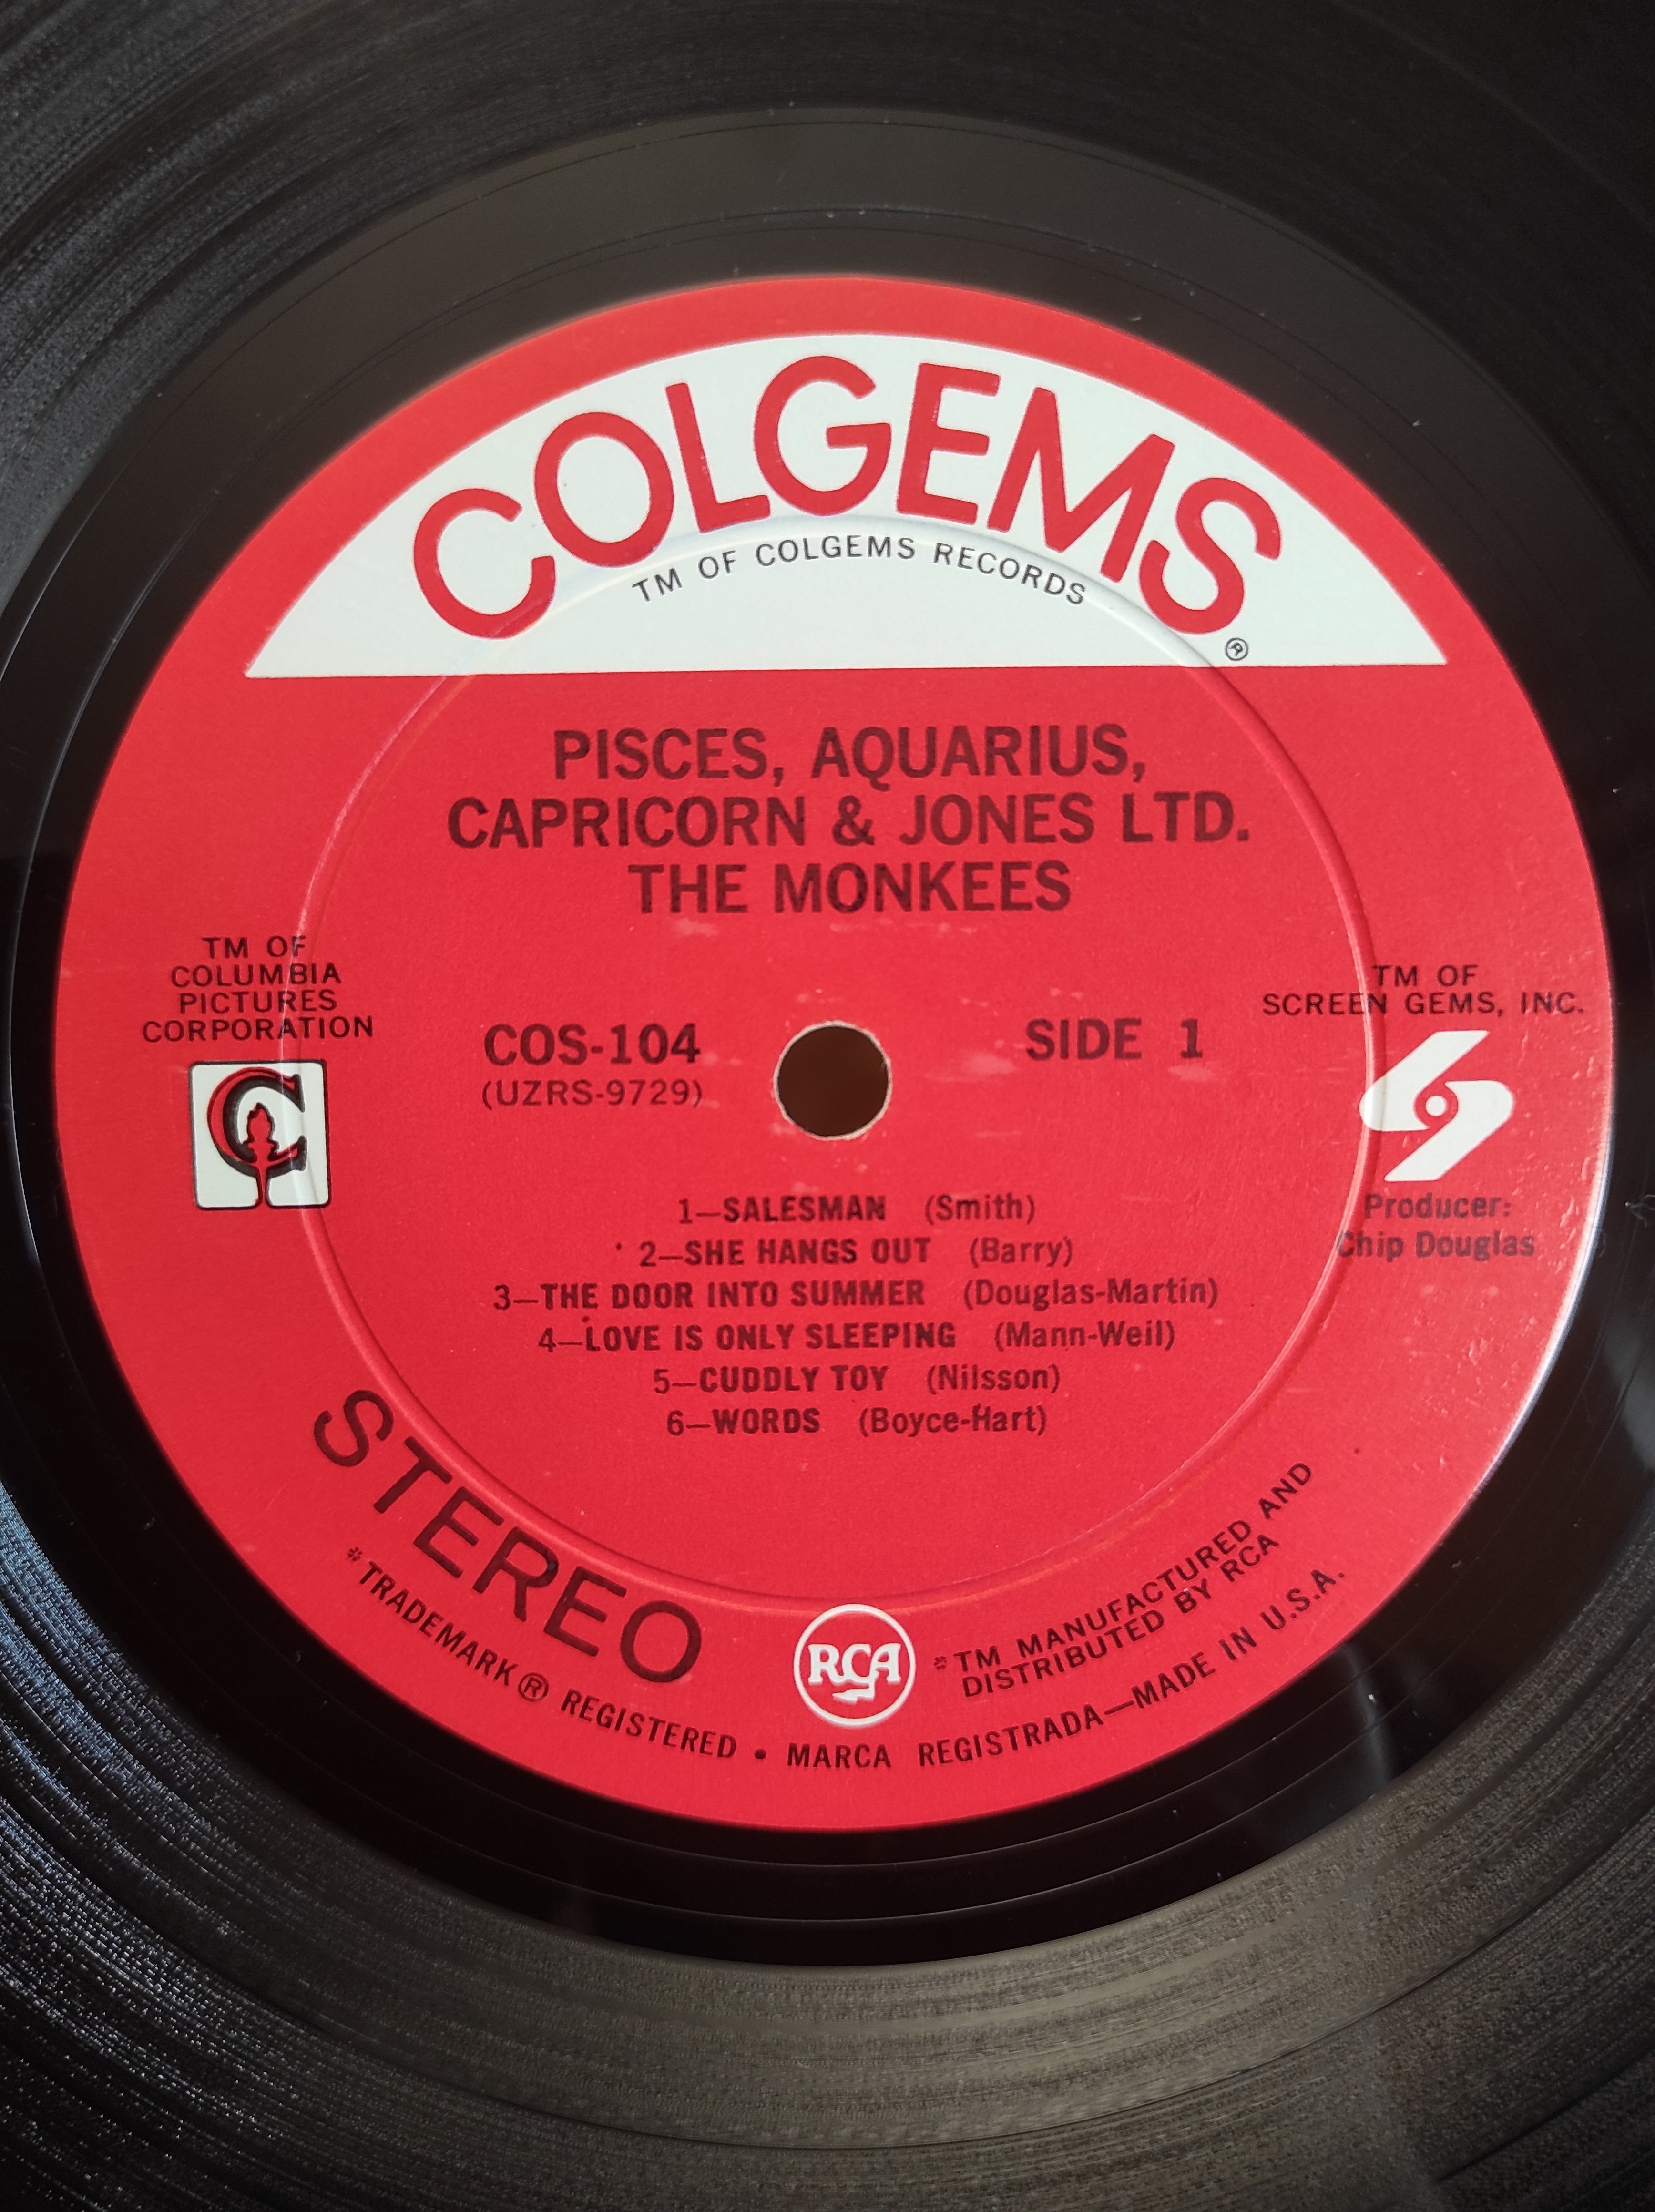 COLGEMS
®
TM OF COLGEMS RECORDS
PISCES, AQUARIUS,
CAPRICORN & JONES LTD.
THE MONKEES
TM OF
COLUMBIA
PICTURES
CORPORATION
C
COS-104
(UZRS-9729)
SIDE 1
TM OF
SCREEN GEMS, INC.
Producer:
Chip Douglas
1—SALESMAN (Smith)
2—SHE HANGS OUT (Barry)
3—THE DOOR INTO SUMMER (Douglas-Martin)
4—LOVE IS ONLY SLEEPING (Mann-Weil)
5—CUDDLY TOY (Nilsson)
6—WORDS (Boyce-Hart)
STEREO
RCA
*TM MANUFACTURED AND
DISTRIBUTED BY RCA
*TRADEMARK ® REGISTERED • MARCA REGISTRADA—MADE IN U.S.A.